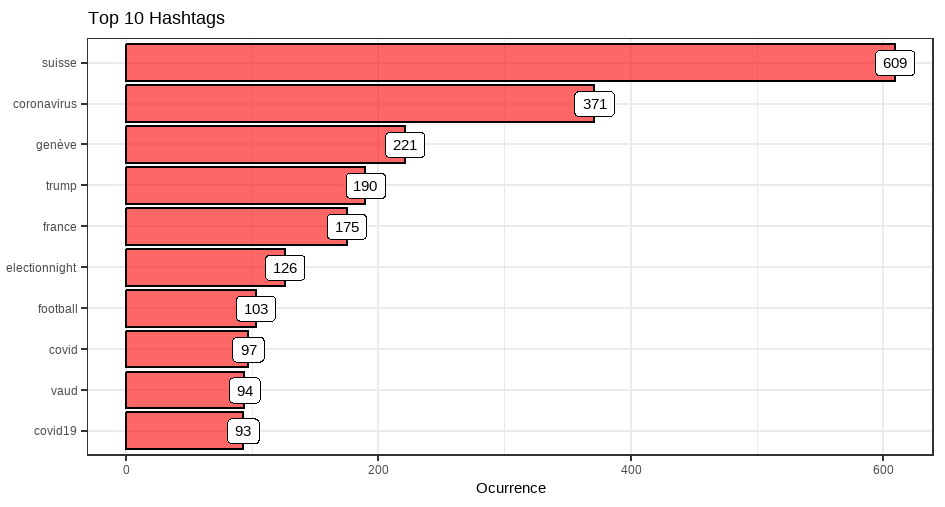 Top 10 Hashtags
suisse 609
coronavirus 371
genève 221
trump 190
france 175
electionnight 126
football 103
covid 97
vaud 94
covid19 93
0 200 400 600
Ocurrence